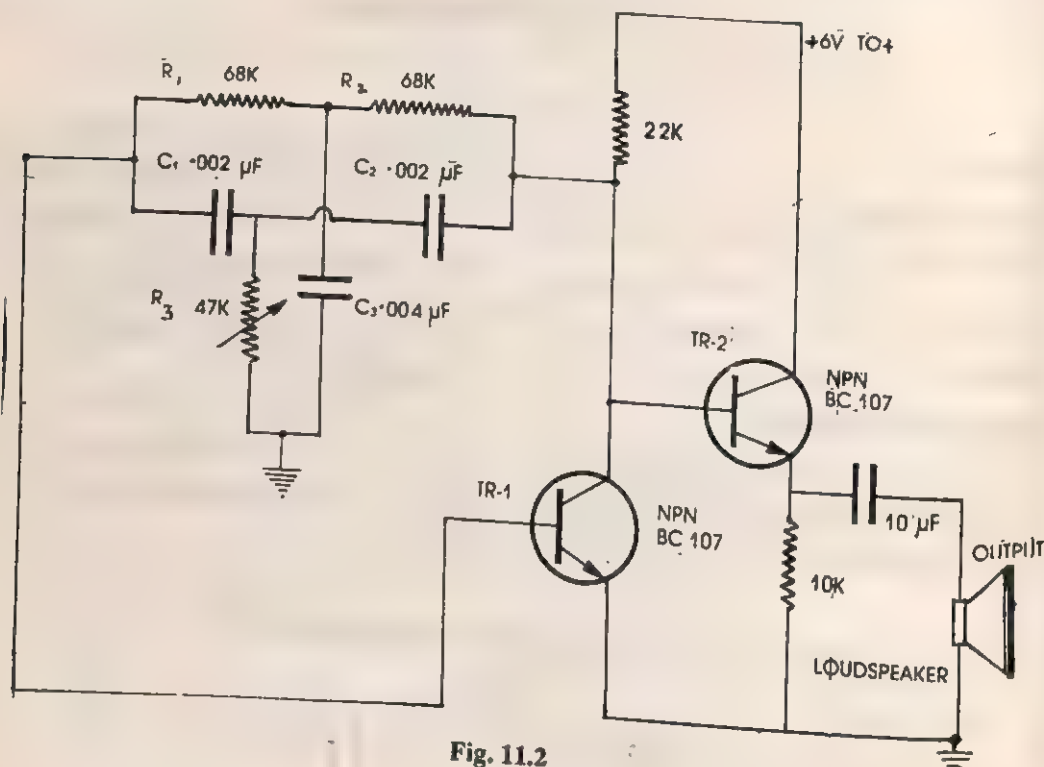 +6V TO+
R1 68K
R2 68K
22K
C1 ·002 µF
C2 ·002 µF
R3 47K
C3·004 µF
TR-2
NPN
BC 107
TR-1
NPN
BC 107
10 µF
OUTPUT
10K
LOUDSPEAKER
Fig. 11.2